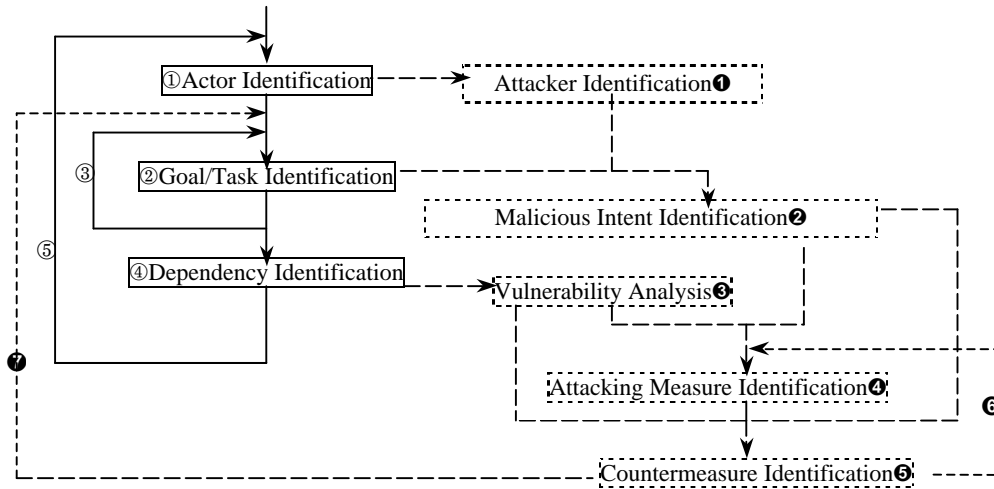 ①Actor Identification
Attacker Identification❶
③
②Goal/Task Identification
Malicious Intent Identification❷
⑤
④Dependency Identification
Vulnerability Analysis❸
❼
Attacking Measure Identification❹
❻
Countermeasure Identification❺